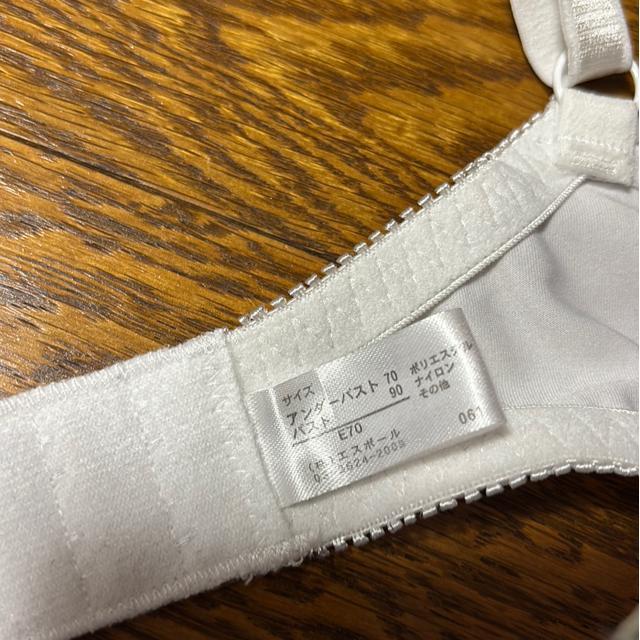 サイズ
アンダーバスト 70
バスト 90
E70
ポリエステル
ナイロン
その他
(株)エスポール
061